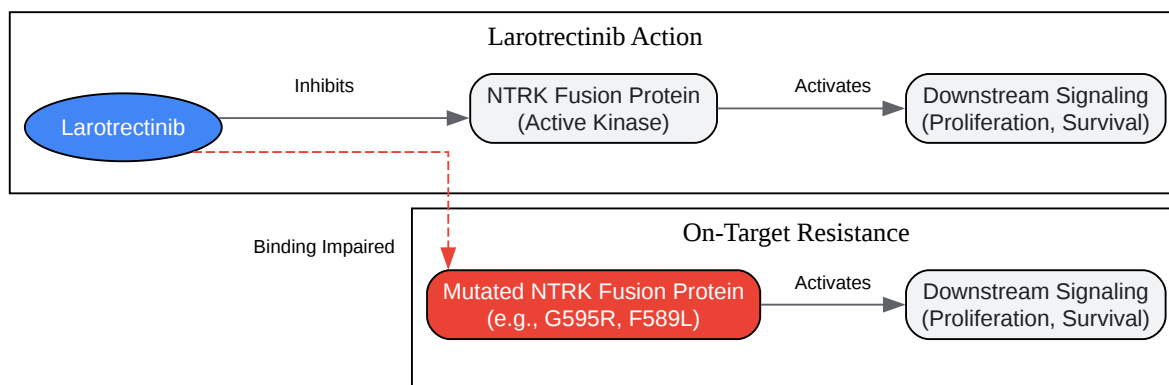 Larotrectinib Action
Inhibits
NTRK Fusion Protein
(Active Kinase)
Activates
Downstream Signaling
(Proliferation, Survival)
Larotrectinib
Binding Impaired
On-Target Resistance
Mutated NTRK Fusion Protein
(e.g., G595R, F589L)
Activates
Downstream Signaling
(Proliferation, Survival)